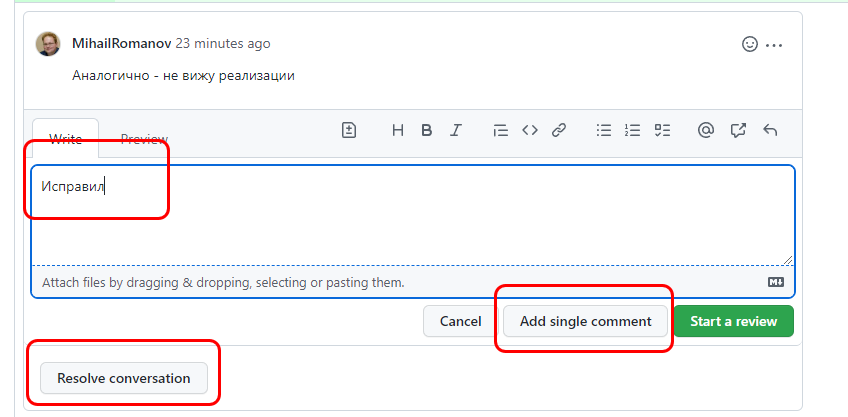 MihailRomanov 23 minutes ago
Аналогично - не вижу реализации
Write Preview
H B I
Исправил
Attach files by dragging & dropping, selecting or pasting them.
Cancel Add single comment Start a review
Resolve conversation